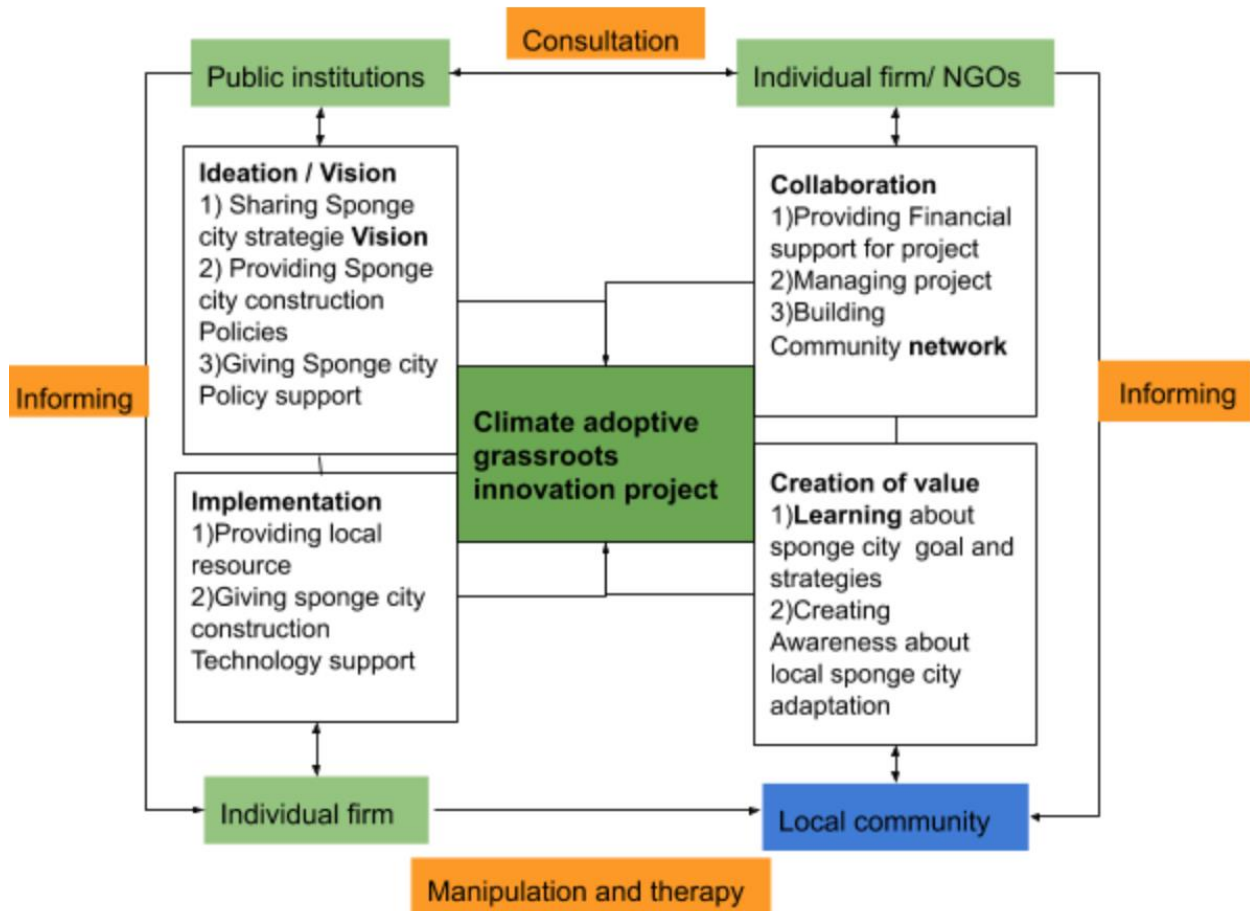 Consultation
Public institutions
Individual firm/ NGOs
Ideation / Vision
1) Sharing Sponge
city strategie Vision
2) Providing Sponge
city construction
Policies
3)Giving Sponge city
Policy support
Collaboration
1)Providing Financial
support for project
2)Managing project
3)Building
Community network
Informing
Informing
Climate adoptive
grassroots
innovation project
Implementation
1)Providing local
resource
2)Giving sponge city
construction
Technology support
Creation of value
1)Learning about
sponge city goal and
strategies
2)Creating
Awareness about
local sponge city
adaptation
Individual firm
Local community
Manipulation and therapy